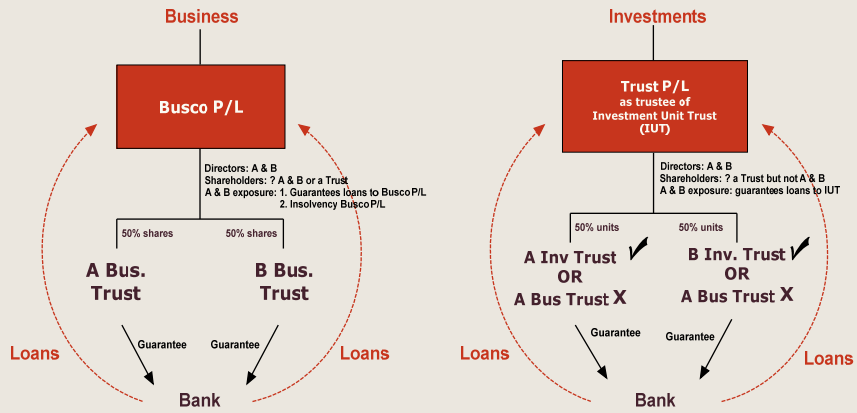 Business
Busco P/L
Directors: A & B
Shareholders: ? A & B or a Trust
A & B exposure: 1. Guarantees loans to Busco P/L
2. Insolvency Busco P/L
50% shares
50% shares
A Bus.
Trust
B Bus.
Trust
Guarantee
Guarantee
Loans
Loans
Bank
Investments
Trust P/L
as trustee of
Investment Unit Trust
(IUT)
Directors: A & B
Shareholders: ? a Trust but not A & B
A & B exposure: guarantees loans to IUT
50% units
50% units
A Inv Trust ✓
OR
A Bus Trust X
B Inv. Trust ✓
OR
A Bus Trust X
Guarantee
Guarantee
Loans
Loans
Bank